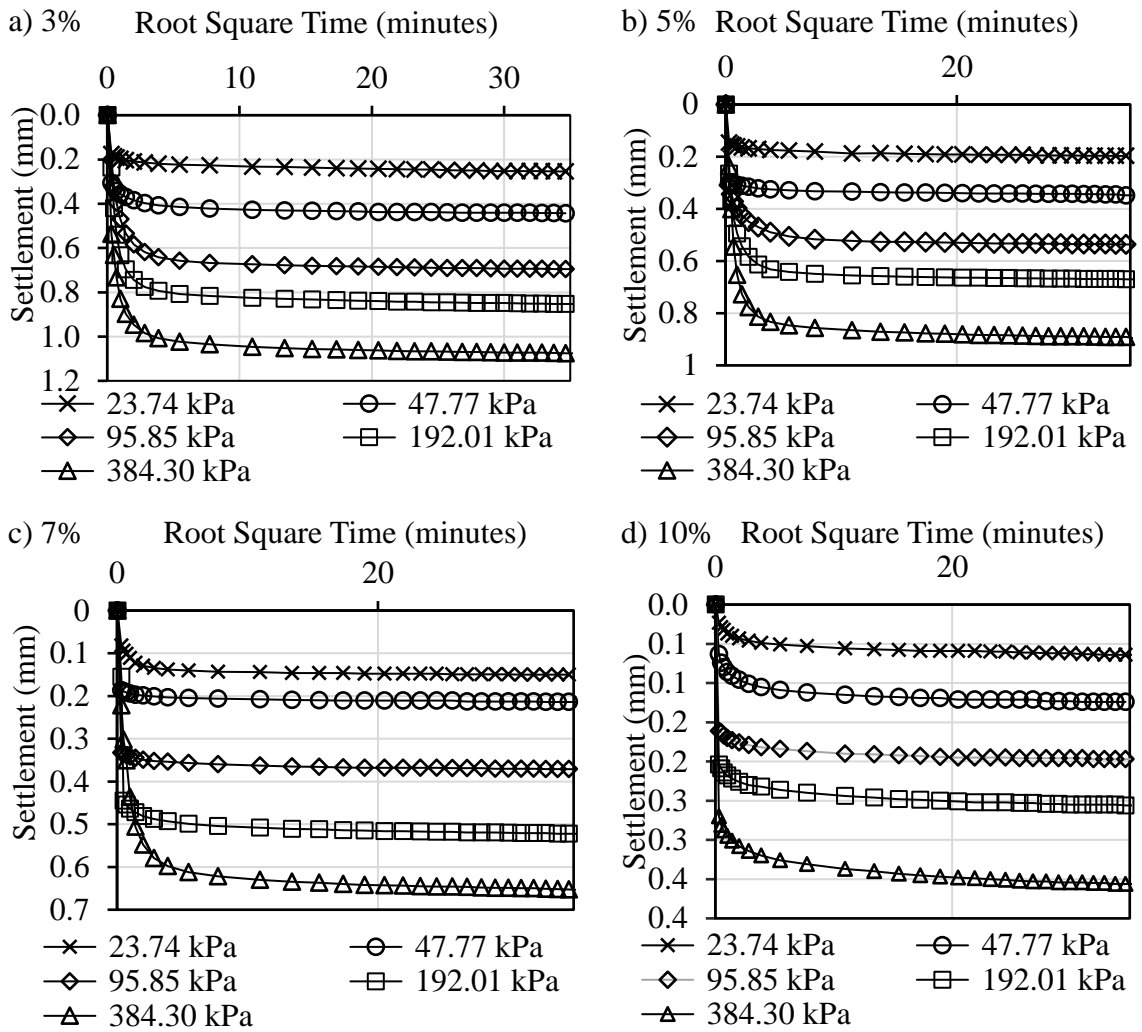 a) 3% Root Square Time (minutes)
0 10 20 30
Settlement (mm)
0.0
0.2
0.4
0.6
0.8
1.0
1.2
23.74 kPa 47.77 kPa
95.85 kPa 192.01 kPa
384.30 kPa
b) 5% Root Square Time (minutes)
0 20
Settlement (mm)
0
0.2
0.4
0.6
0.8
1
23.74 kPa 47.77 kPa
95.85 kPa 192.01 kPa
384.30 kPa
c) 7% Root Square Time (minutes)
0 20
Settlement (mm)
0
0.1
0.2
0.3
0.4
0.5
0.6
0.7
23.74 kPa 47.77 kPa
95.85 kPa 192.01 kPa
384.30 kPa
d) 10% Root Square Time (minutes)
0 20
Settlement (mm)
0.0
0.1
0.1
0.2
0.2
0.3
0.3
0.4
0.4
23.74 kPa 47.77 kPa
95.85 kPa 192.01 kPa
384.30 kPa